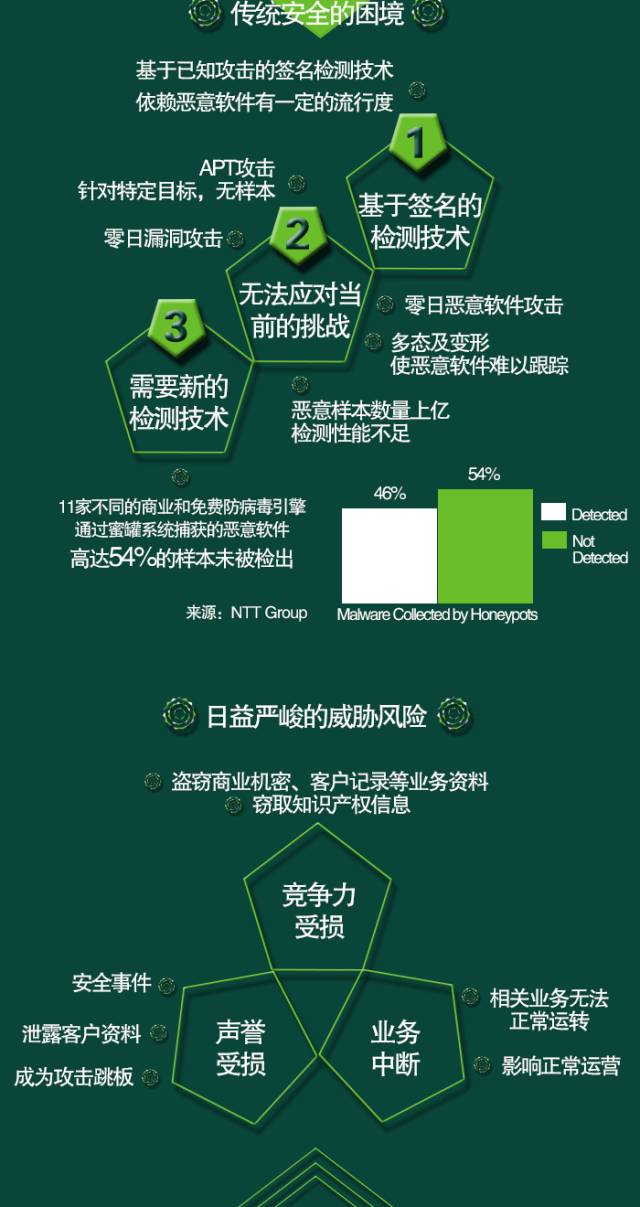 传统安全的困境
基于已知攻击的签名检测技术
依赖恶意软件有一定的流行度
1
基于签名的
检测技术
APT攻击
针对特定目标，无样本
零日漏洞攻击
2
无法应对当
前的挑战
零日恶意软件攻击
多态及变形
使恶意软件难以跟踪
恶意样本数量上亿
检测性能不足
3
需要新的
检测技术
11家不同的商业和免费防病毒引擎
通过蜜罐系统捕获的恶意软件
高达54%的样本未被检出
来源：NTT Group
46%
54%
Detected
Not
Detected
Malware Collected by Honeypots
日益严峻的威胁风险
盗窃商业机密、客户记录等业务资料
窃取知识产权信息
竞争力
受损
安全事件
泄露客户资料
成为攻击跳板
声誉
受损
业务
中断
相关业务无法
正常运转
影响正常运营